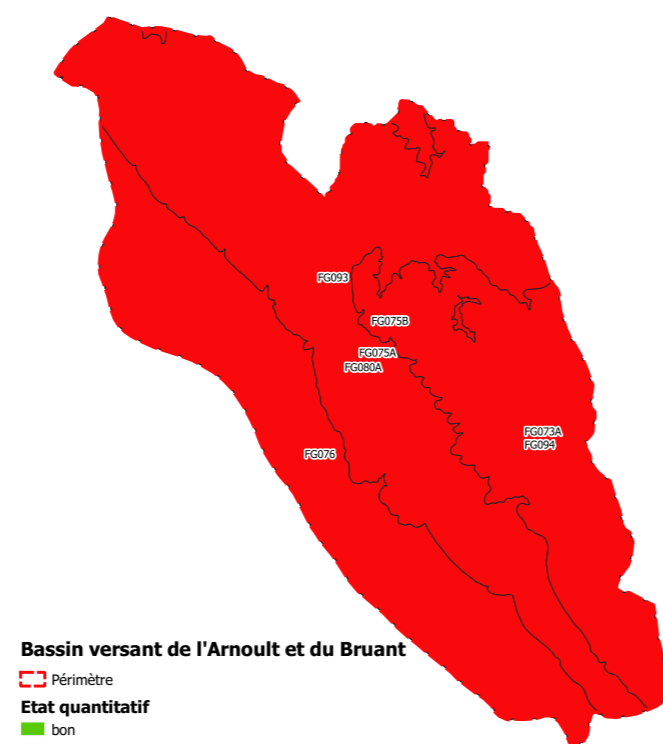 FG093
FG075B
FG075A
FG080A
FG073A
FG094
FG076
Bassin versant de l'Arnoult et du Bruant
Périmètre
Etat quantitatif
bon